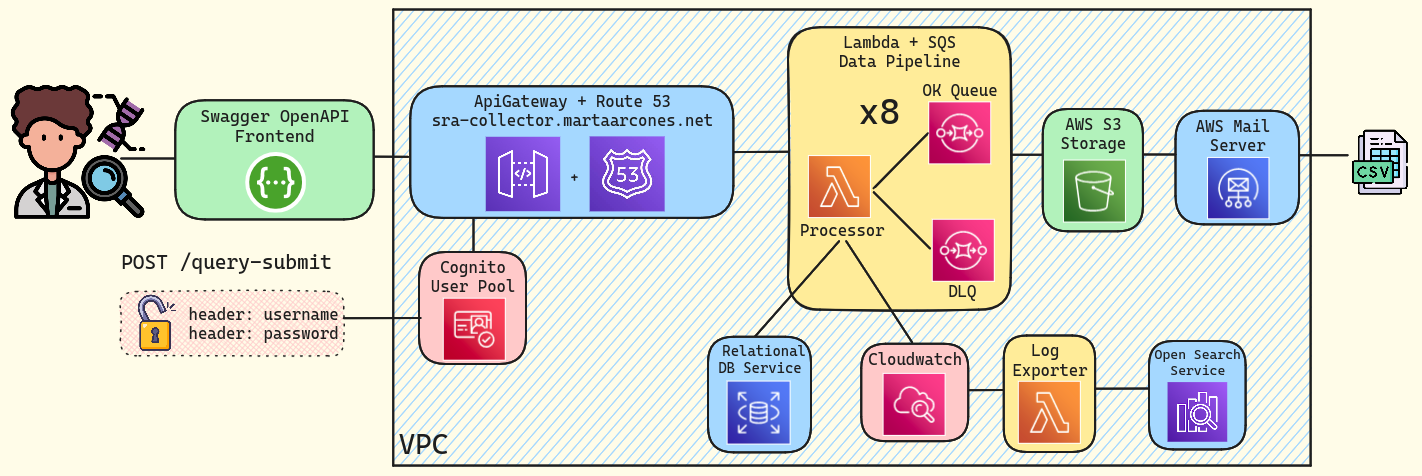 Swagger OpenAPI
Frontend
{...}
POST /query-submit
header: username
header: password
ApiGateway + Route 53
sra-collector.martaarcones.net
</>
+
53
Cognito
User Pool
VPC
Lambda + SQS
Data Pipeline
x8
OK Queue
Processor
DLQ
Relational
DB Service
Cloudwatch
Log
Exporter
Open Search
Service
AWS S3
Storage
AWS Mail
Server
CSV